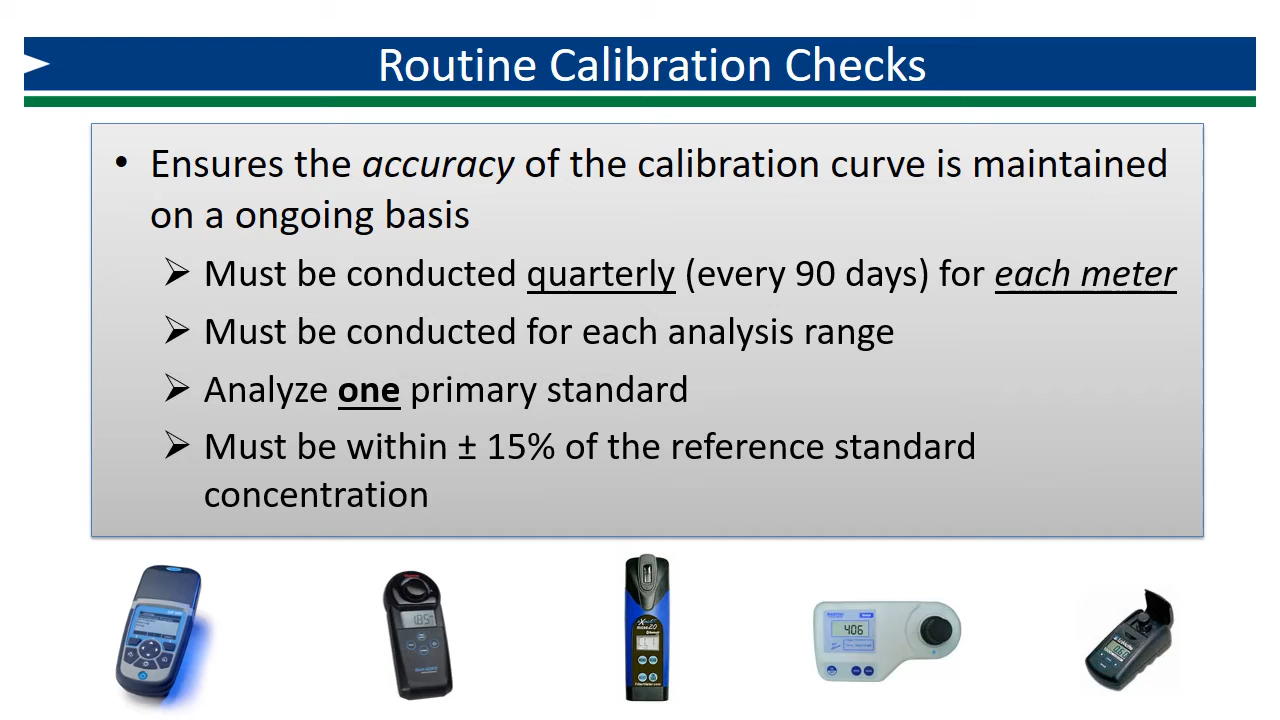 Routine Calibration Checks
• Ensures the accuracy of the calibration curve is maintained
on a ongoing basis
➢ Must be conducted quarterly (every 90 days) for each meter
➢ Must be conducted for each analysis range
➢ Analyze one primary standard
➢ Must be within ± 15% of the reference standard
concentration
406